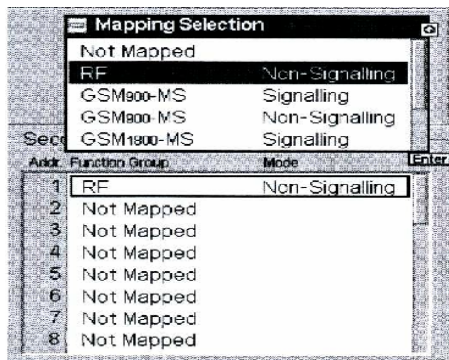 Mapping Selection
Not Mapped
RF Non-Signalling
GSM900-MS Signalling
GSM900-MS Non-Signalling
GSM1800-MS Signalling
Addr. Function Group Mode Enter
1 RF Non-Signalling
2 Not Mapped
3 Not Mapped
4 Not Mapped
5 Not Mapped
6 Not Mapped
7 Not Mapped
8 Not Mapped